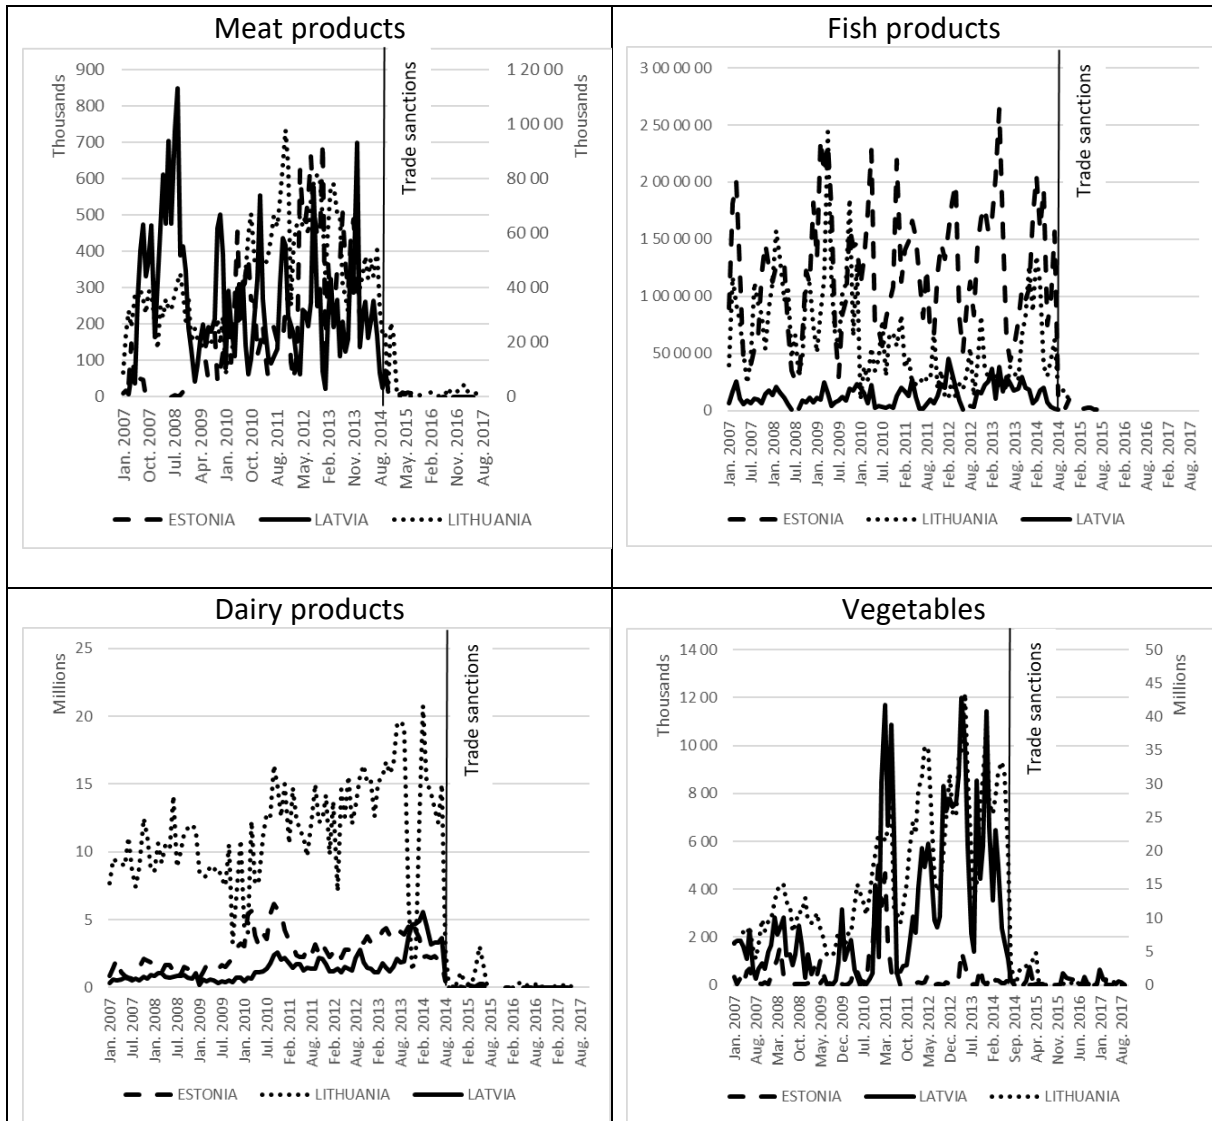 Meat products
900
800
700
600
500
400
300
200
100
0
Thousands
120 00
100 00
80 00
60 00
40 00
20 00
0
Thousands
Trade sanctions
Jan. 2007
Oct. 2007
Jul. 2008
Apr. 2009
Jan. 2010
Oct. 2010
Aug. 2011
May. 2012
Feb. 2013
Nov. 2013
Aug. 2014
May. 2015
Feb. 2016
Nov. 2016
Aug. 2017
ESTONIA LATVIA LITHUANIA
Fish products
3 00 00 00
2 50 00 00
2 00 00 00
1 50 00 00
1 00 00 00
50 00 00
0
Trade sanctions
Jan. 2007
Jul. 2007
Jan. 2008
Jul. 2008
Jan. 2009
Jul. 2009
Jan. 2010
Jul. 2010
Feb. 2011
Aug. 2011
Feb. 2012
Aug. 2012
Feb. 2013
Aug. 2013
Feb. 2014
Aug. 2014
Feb. 2015
Aug. 2015
Feb. 2016
Aug. 2016
Feb. 2017
Aug. 2017
ESTONIA LITHUANIA LATVIA
Dairy products
25
20
15
10
5
0
Millions
Trade sanctions
Jan. 2007
Jul. 2007
Jan. 2008
Jul. 2008
Jan. 2009
Jul. 2009
Jan. 2010
Jul. 2010
Feb. 2011
Aug. 2011
Feb. 2012
Aug. 2012
Feb. 2013
Aug. 2013
Feb. 2014
Aug. 2014
Feb. 2015
Aug. 2015
Feb. 2016
Aug. 2016
Feb. 2017
Aug. 2017
ESTONIA LITHUANIA LATVIA
Vegetables
14 00
12 00
10 00
8 00
6 00
4 00
2 00
0
Thousands
50
45
40
35
30
25
20
15
10
5
0
Millions
Trade sanctions
Jan. 2007
Aug. 2007
Mar. 2008
Oct. 2008
May. 2009
Dec. 2009
Jul. 2010
Mar. 2011
Oct. 2011
May. 2012
Dec. 2012
Jul. 2013
Feb. 2014
Sep. 2014
Apr. 2015
Nov. 2015
Jun. 2016
Jan. 2017
Aug. 2017
ESTONIA LATVIA LITHUANIA